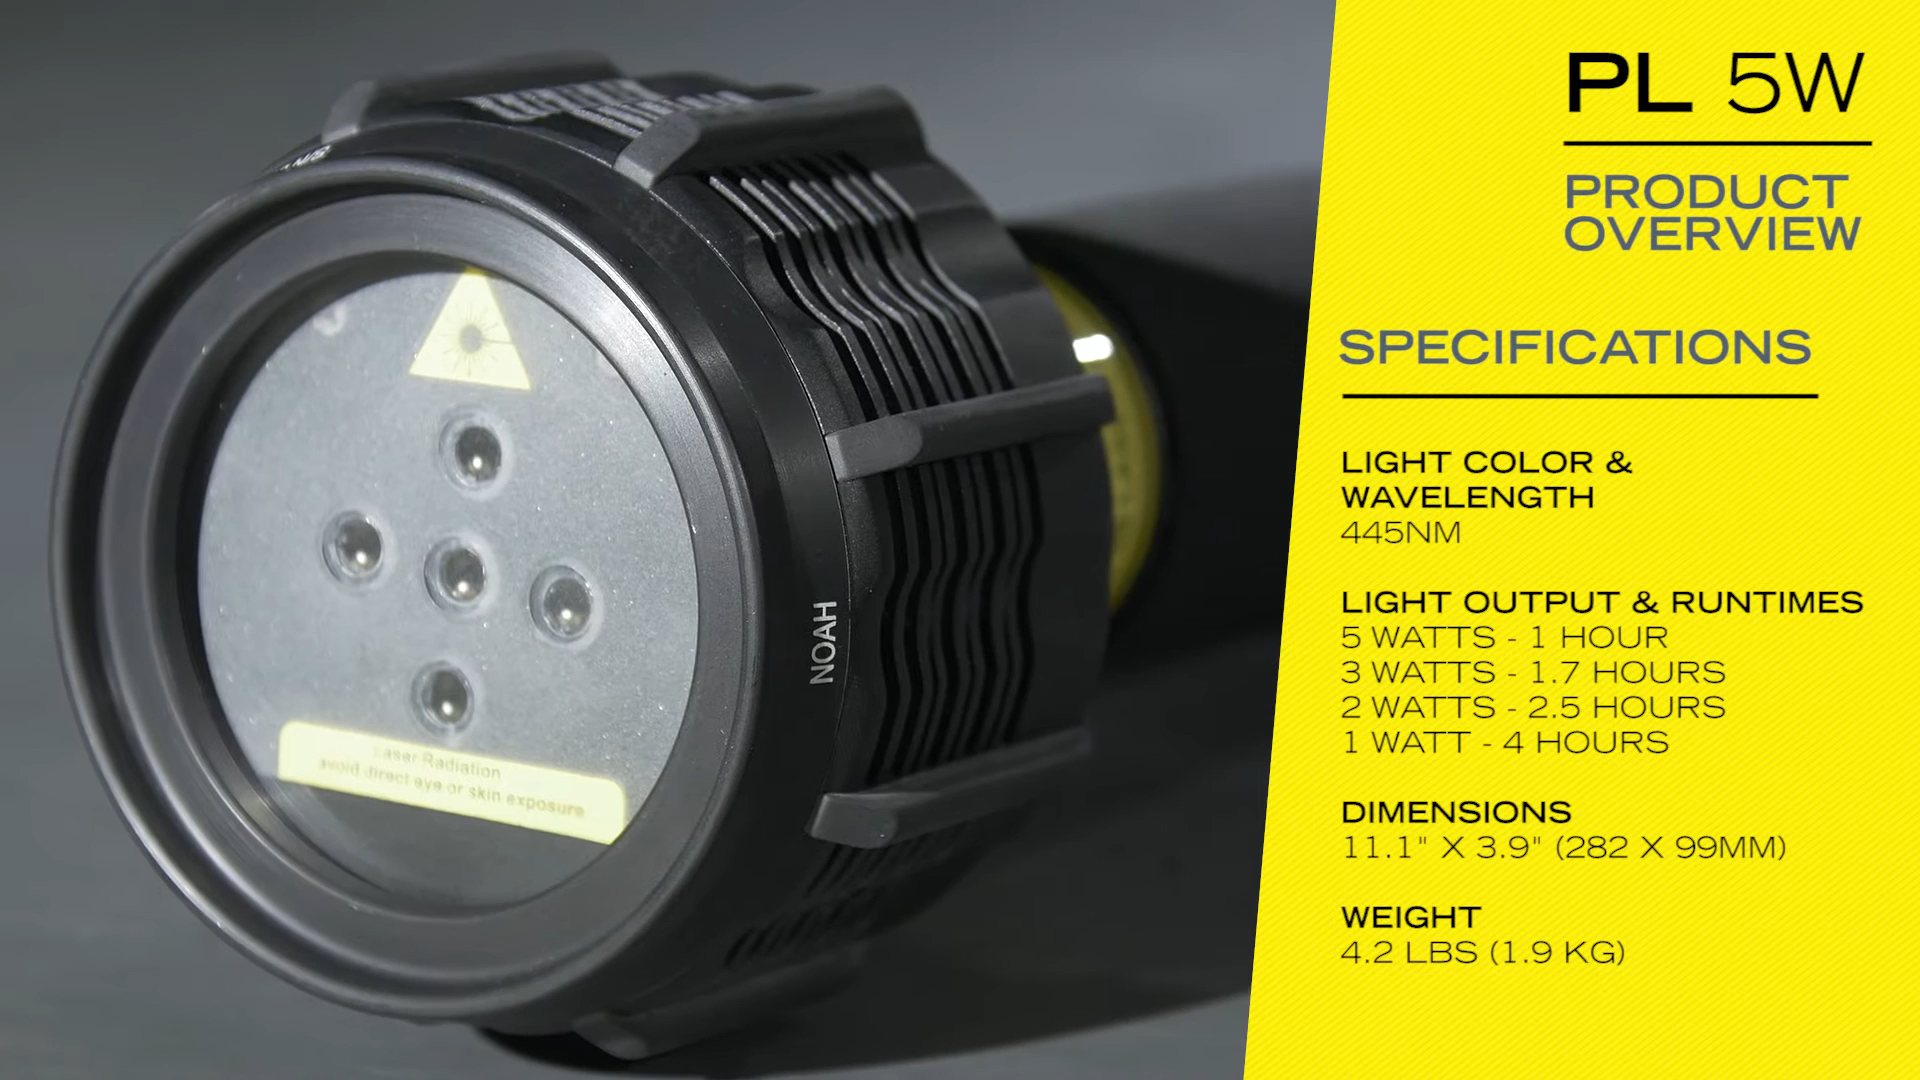 NOAH
Laser Radiation
avoid direct eye or skin exposure
PL 5W
PRODUCT
OVERVIEW
SPECIFICATIONS
LIGHT COLOR &
WAVELENGTH
445NM
LIGHT OUTPUT & RUNTIMES
5 WATTS - 1 HOUR
3 WATTS - 1.7 HOURS
2 WATTS - 2.5 HOURS
1 WATT - 4 HOURS
DIMENSIONS
11.1" X 3.9" (282 X 99MM)
WEIGHT
4.2 LBS (1.9 KG)